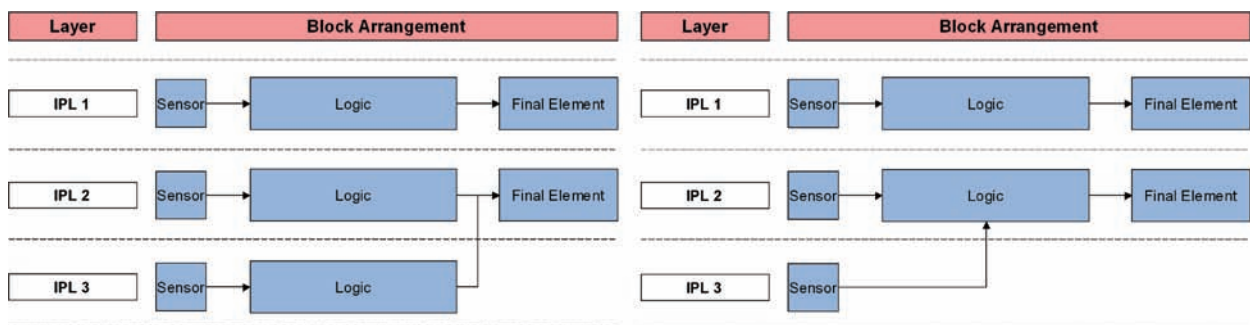 Layer Block Arrangement Layer Block Arrangement
IPL 1 Sensor Logic Final Element IPL 1 Sensor Logic Final Element
IPL 2 Sensor Logic Final Element IPL 2 Sensor Logic Final Element
IPL 3 Sensor Logic IPL 3 Sensor